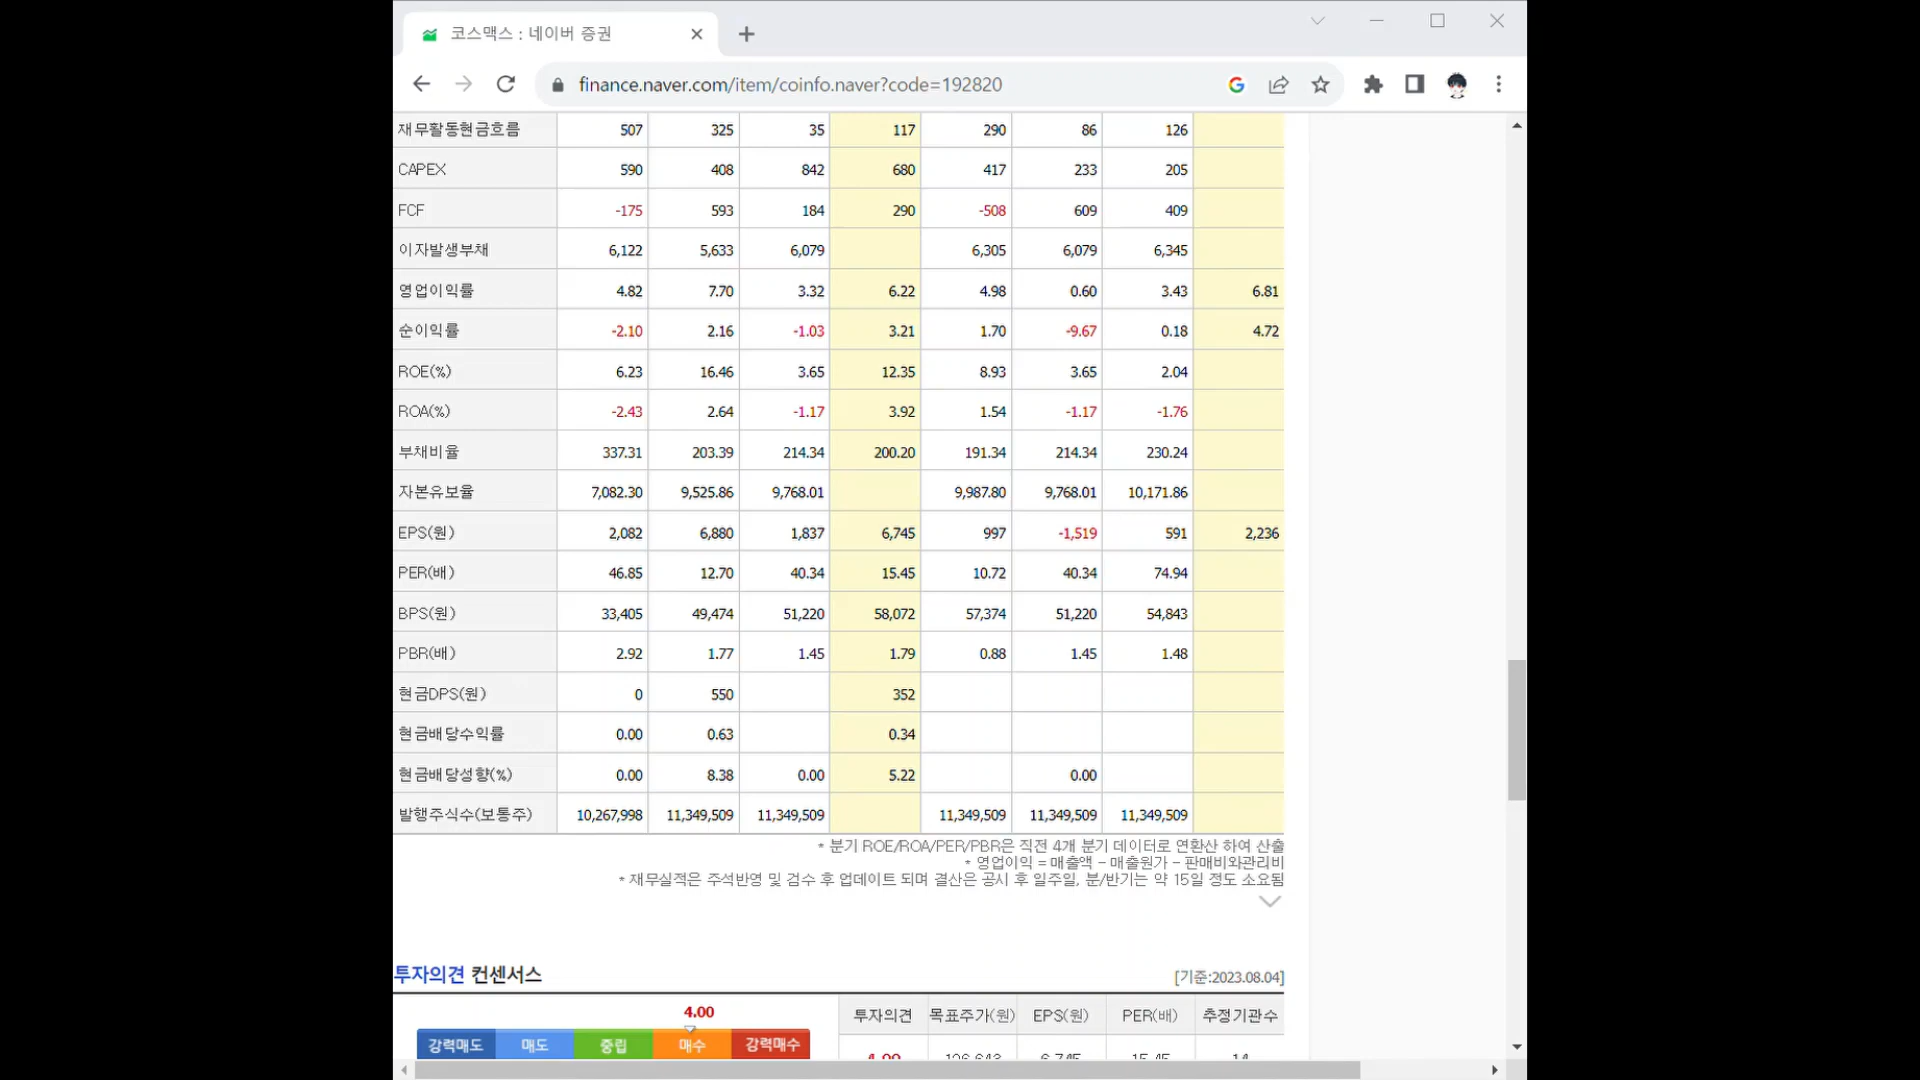 코스맥스 : 네이버 증권
finance.naver.com/item/coinfo.naver?code=192820
재무활동현금흐름 507 325 35 117 290 86 126
CAPEX 590 408 842 680 417 233 205
FCF -175 593 184 290 -508 609 409
이자발생부채 6,122 5,633 6,079 6,305 6,079 6,345
영업이익률 4.82 7.70 3.32 6.22 4.98 0.60 3.43 6.81
순이익률 -2.10 2.16 -1.03 3.21 1.70 -9.67 0.18 4.72
ROE(%) 6.23 16.46 3.65 12.35 8.93 3.65 2.04
ROA(%) -2.43 2.64 -1.17 3.92 1.54 -1.17 -1.76
부채비율 337.31 203.39 214.34 200.20 191.34 214.34 230.24
자본유보율 7,082.30 9,525.86 9,768.01 9,987.80 9,768.01 10,171.86
EPS(원) 2,082 6,880 1,837 6,745 997 -1,519 591 2,236
PER(배) 46.85 12.70 40.34 15.45 10.72 40.34 74.94
BPS(원) 33,405 49,474 51,220 58,072 57,374 51,220 54,843
PBR(배) 2.92 1.77 1.45 1.79 0.88 1.45 1.48
현금DPS(원) 0 550 352
현금배당수익률 0.00 0.63 0.34
현금배당성향(%) 0.00 8.38 0.00 5.22 0.00
발행주식수(보통주) 10,267,998 11,349,509 11,349,509 11,349,509 11,349,509 11,349,509
* 분기 ROE/ROA/PER/PBR은 직전 4개 분기 데이터로 연환산 하여 산출
* 영업이익 = 매출액 - 매출원가 - 판매비와관리비
* 재무실적은 주석반영 및 검수 후 업데이트 되며 결산은 공시 후 일주일, 분/반기는 약 15일 정도 소요됨
투자의견 컨센서스 [기준:2023.08.04]
4.00
강력매도 매도 중립 매수 강력매수
투자의견 목표주가(원) EPS(원) PER(배) 추정기관수
4.00 6,745 15.45 14